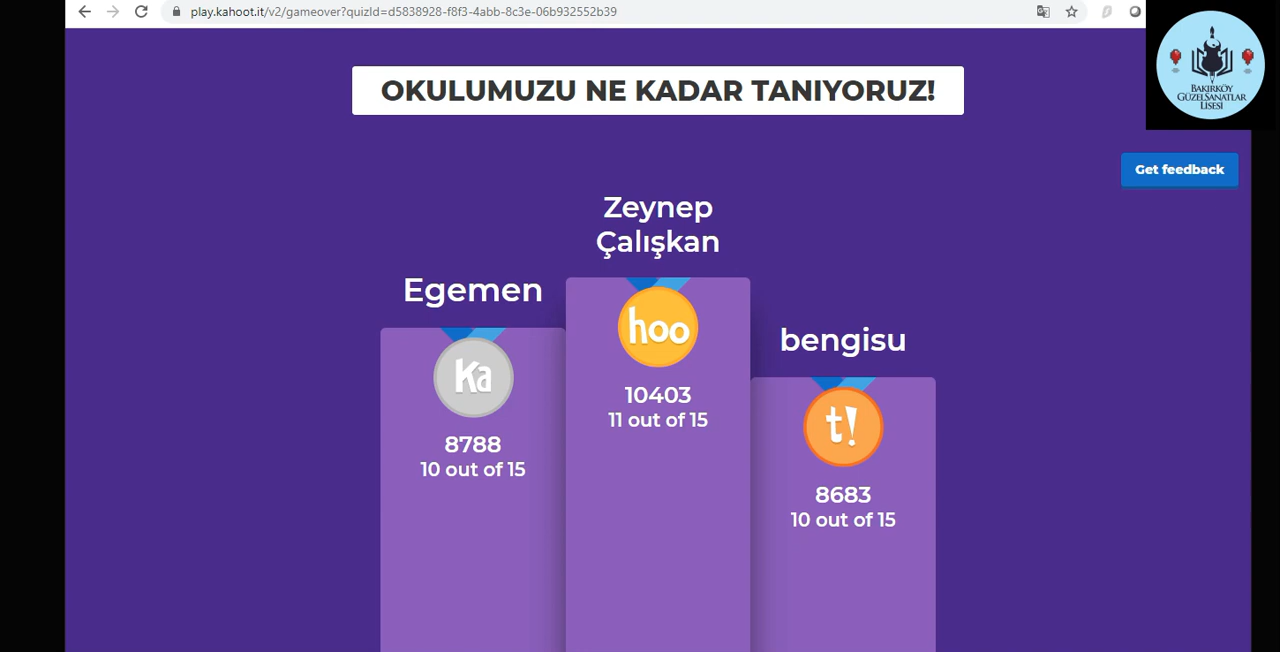 play.kahoot.it/v2/gameover?quizId=d5838928-f8f3-4abb-8c3e-06b932552b39
BAKIRKÖY
GÜZELSANATLAR
LİSESİ
OKULUMUZU NE KADAR TANIYORUZ!
Get feedback
Zeynep
Çalışkan
hoo
10403
11 out of 15
Egemen
Ka
8788
10 out of 15
bengisu
t!
8683
10 out of 15